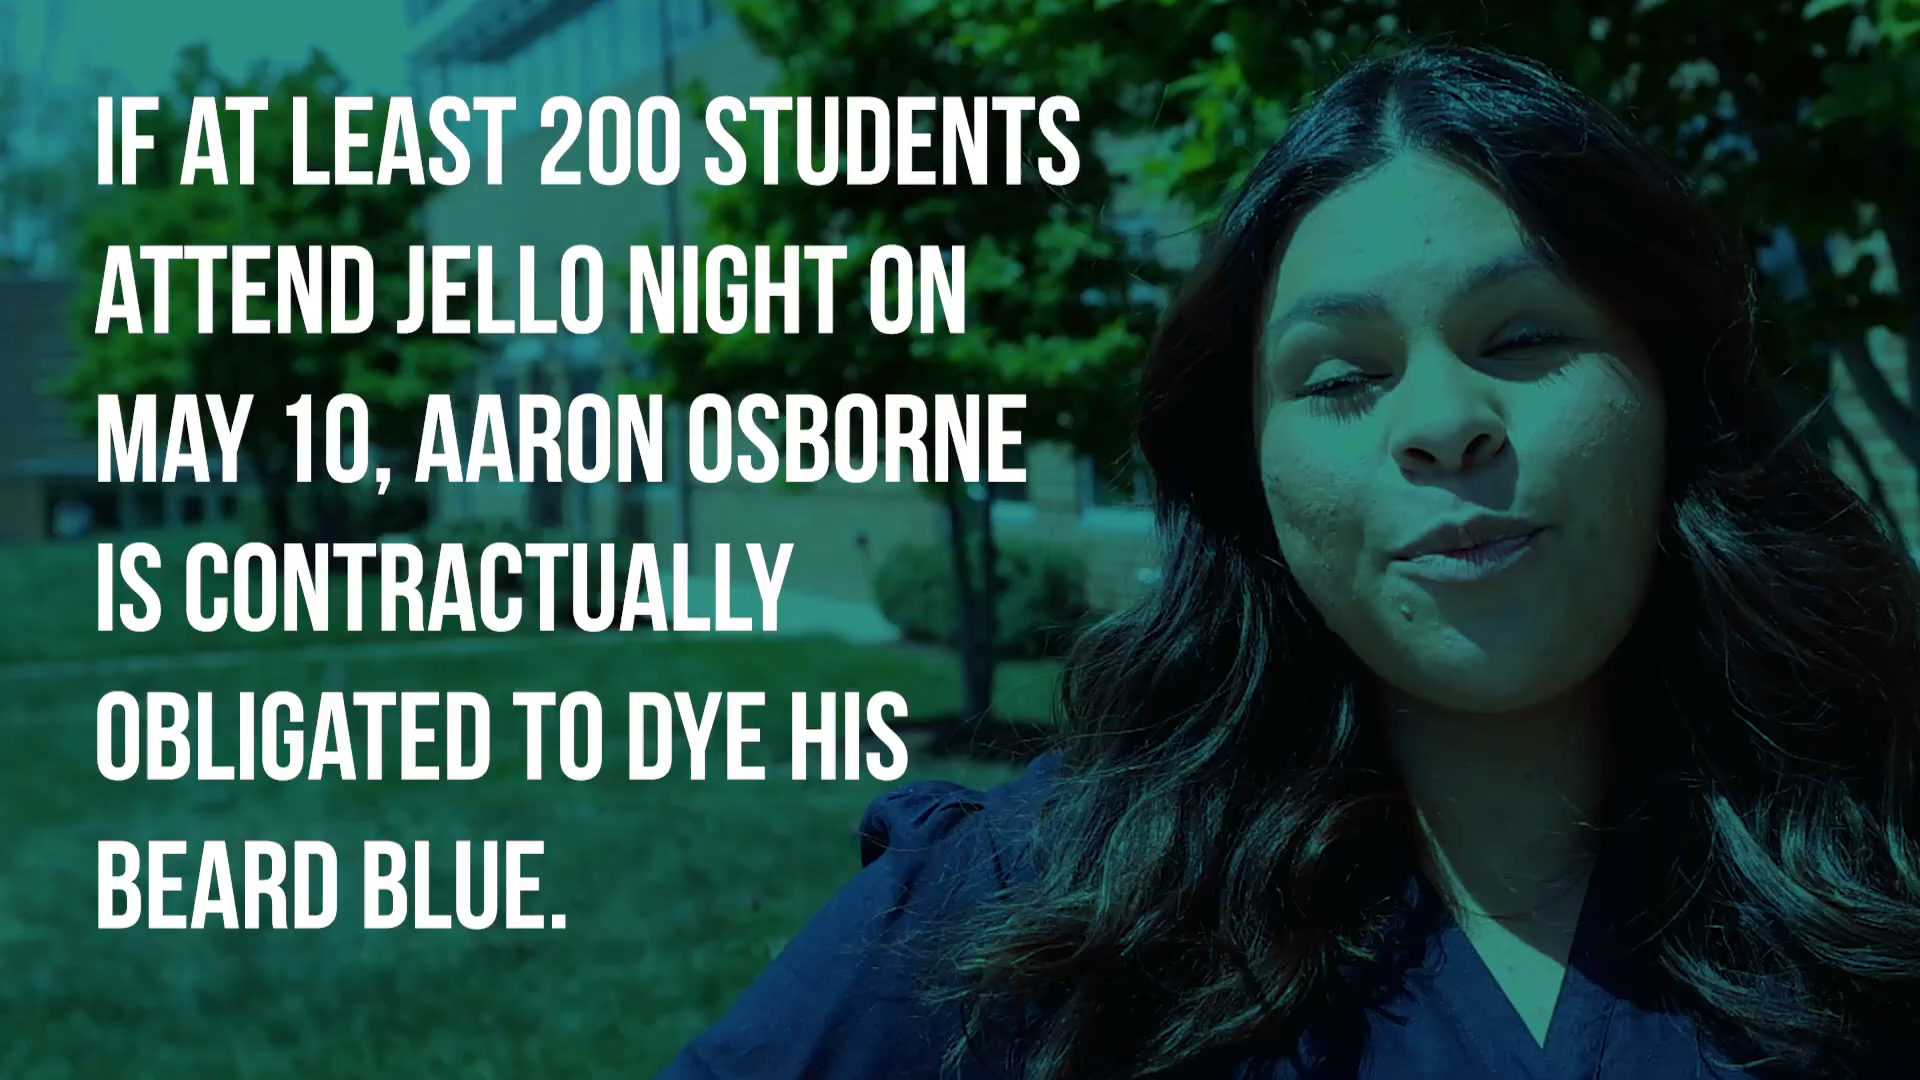 IF AT LEAST 200 STUDENTS
ATTEND JELLO NIGHT ON
MAY 10, AARON OSBORNE
IS CONTRACTUALLY
OBLIGATED TO DYE HIS
BEARD BLUE.